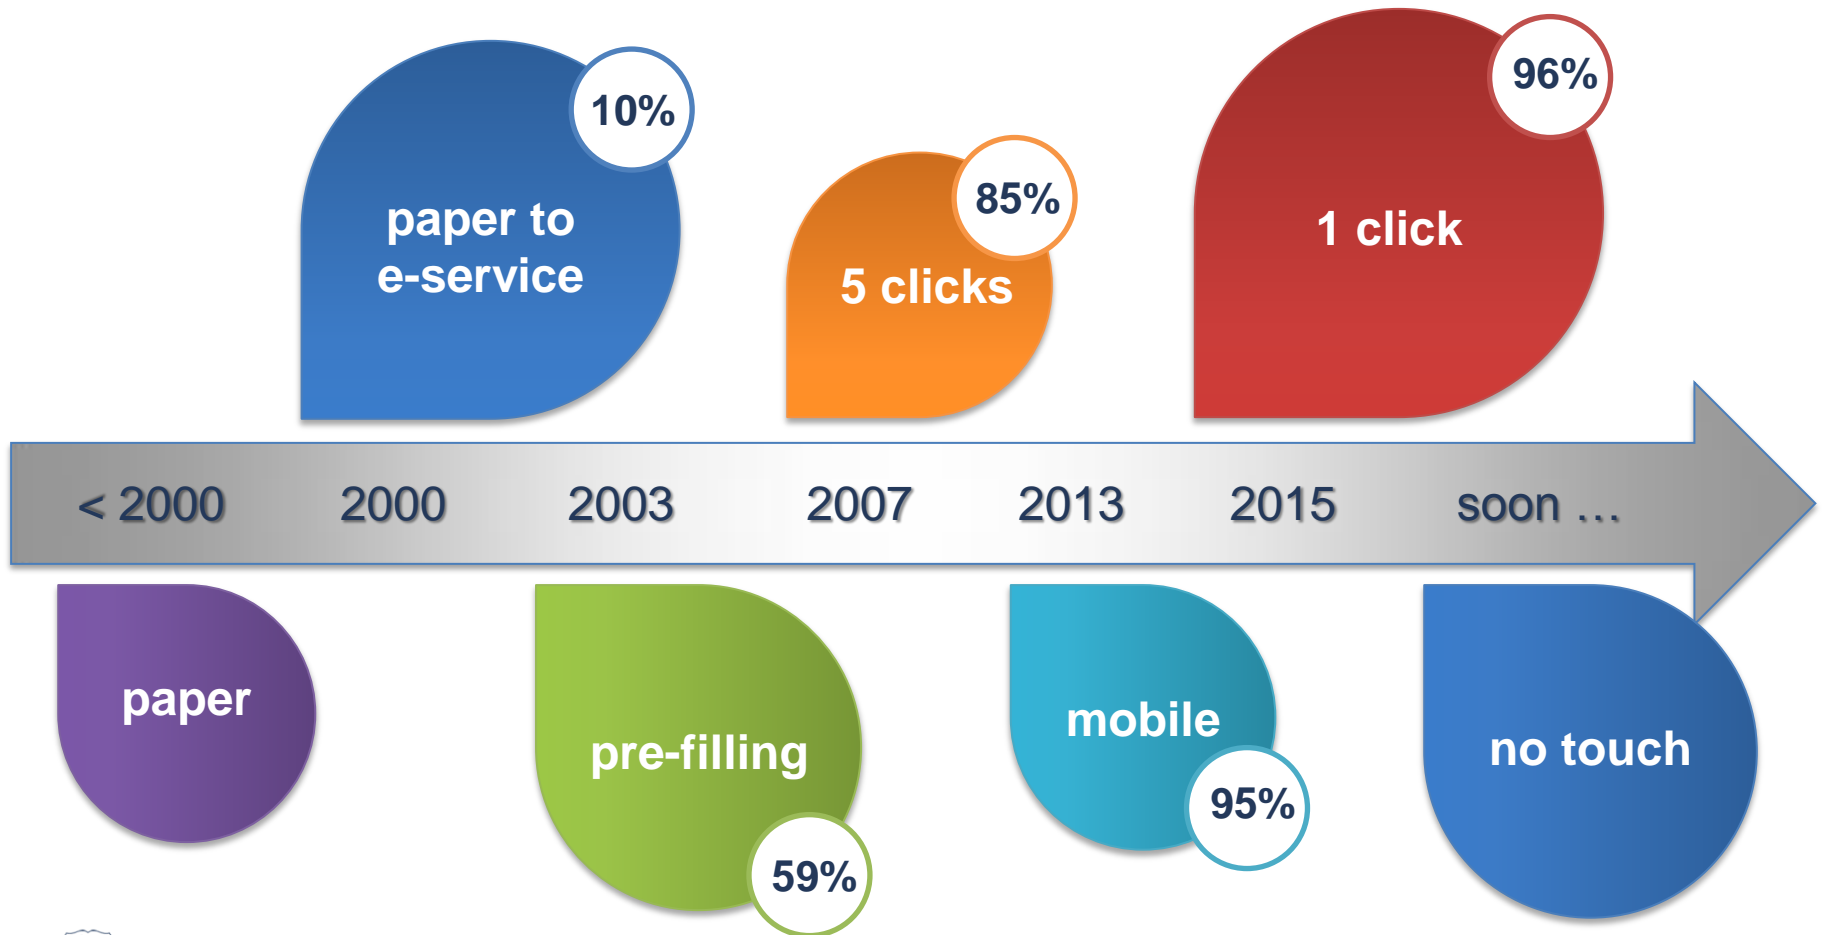 10%
paper to
e-service
85%
5 clicks
96%
1 click
< 2000
2000
2003
2007
2013
2015
soon ...
paper
pre-filling
59%
mobile
95%
no touch